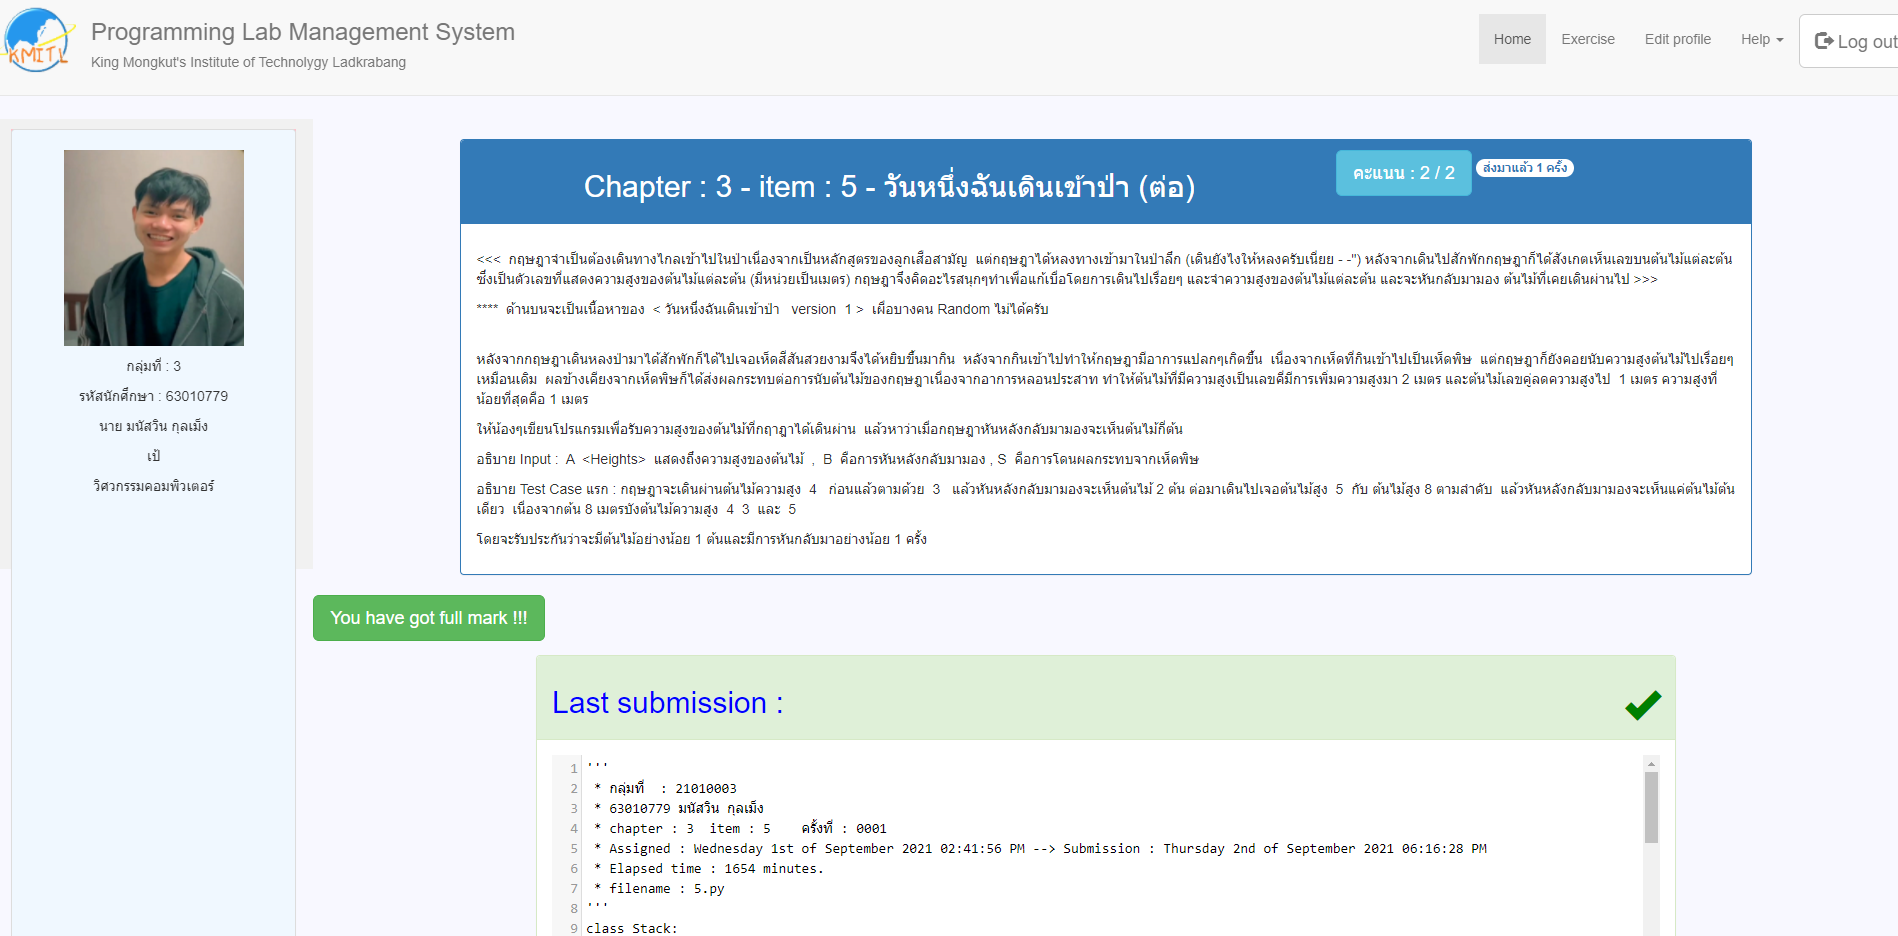 KMITL
Programming Lab Management System
King Mongkut's Institute of Technolygy Ladkrabang
Home
Exercise
Edit profile
Help
Log out
กลุ่มที่ : 3
รหัสนักศึกษา : 63010779
นาย มนัสวิน กุลเม็ง
เป้
วิศวกรรมคอมพิวเตอร์
Chapter : 3 - item : 5 - วันหนึ่งฉันเดินเข้าป่า (ต่อ)
คะแนน : 2 / 2
ส่งมาแล้ว 1 ครั้ง
<<< กฤษฎาจำเป็นต้องเดินทางไกลเข้าไปในป่าเนื่องจากเป็นหลักสูตรของลูกเสือสามัญ แต่กฤษฎาได้หลงทางเข้ามาในป่าลึก (เดินยังไงให้หลงครับเนี่ยย - -") หลังจากเดินไปสักพักกฤษฎาก็ได้สังเกตเห็นเลขบนต้นไม้แต่ละต้น
ซึ่งเป็นตัวเลขที่แสดงความสูงของต้นไม้แต่ละต้น (มีหน่วยเป็นเมตร) กฤษฎาจึงคิดอะไรสนุกๆทำเพื่อแก้เบื่อโดยการเดินไปเรื่อยๆ และจำความสูงของต้นไม้แต่ละต้น และจะหันกลับมามอง ต้นไม้ที่เคยเดินผ่านไป >>>
**** ด้านบนจะเป็นเนื้อหาของ < วันหนึ่งฉันเดินเข้าป่า version 1 > เผื่อบางคน Random ไม่ได้ครับ
หลังจากกฤษฎาเดินหลงป่ามาได้สักพักก็ได้ไปเจอเห็ดสีสันสวยงามจึงได้หยิบขึ้นมากิน หลังจากกินเข้าไปทำให้กฤษฎามีอาการแปลกๆเกิดขึ้น เนื่องจากเห็ดที่กินเข้าไปเป็นเห็ดพิษ แต่กฤษฎาก็ยังคอยนับความสูงต้นไม้ไปเรื่อยๆ
เหมือนเดิม ผลข้างเคียงจากเห็ดพิษก็ได้ส่งผลกระทบต่อการนับต้นไม้ของกฤษฎาเนื่องจากอาการหลอนประสาท ทำให้ต้นไม้ที่มีความสูงเป็นเลขคี่มีการเพิ่มความสูงมา 2 เมตร และต้นไม้เลขคู่ลดความสูงไป 1 เมตร ความสูงที่
น้อยที่สุดคือ 1 เมตร
ให้น้องๆเขียนโปรแกรมเพื่อรับความสูงของต้นไม้ที่กฤาฎาได้เดินผ่าน แล้วหาว่าเมื่อกฤษฎาหันหลังกลับมามองจะเห็นต้นไม้กี่ต้น
อธิบาย Input : A <Heights> แสดงถึงความสูงของต้นไม้ , B คือการหันหลังกลับมามอง , S คือการโดนผลกระทบจากเห็ดพิษ
อธิบาย Test Case แรก : กฤษฎาจะเดินผ่านต้นไม้ความสูง 4 ก่อนแล้วตามด้วย 3 แล้วหันหลังกลับมามองจะเห็นต้นไม้ 2 ต้น ต่อมาเดินไปเจอต้นไม้สูง 5 กับ ต้นไม้สูง 8 ตามลำดับ แล้วหันหลังกลับมามองจะเห็นแค่ต้นไม้ต้น
เดียว เนื่องจากต้น 8 เมตรบังต้นไม้ความสูง 4 3 และ 5
โดยจะรับประกันว่าจะมีต้นไม้อย่างน้อย 1 ต้นและมีการหันกลับมาอย่างน้อย 1 ครั้ง
You have got full mark !!!
Last submission :
1 '''
2 * กลุ่มที่ : 21010003
3 * 63010779 มนัสวิน กุลเม็ง
4 * chapter : 3 item : 5 ครั้งที่ : 0001
5 * Assigned : Wednesday 1st of September 2021 02:41:56 PM --> Submission : Thursday 2nd of September 2021 06:16:28 PM
6 * Elapsed time : 1654 minutes.
7 * filename : 5.py
8 '''
9 class Stack: